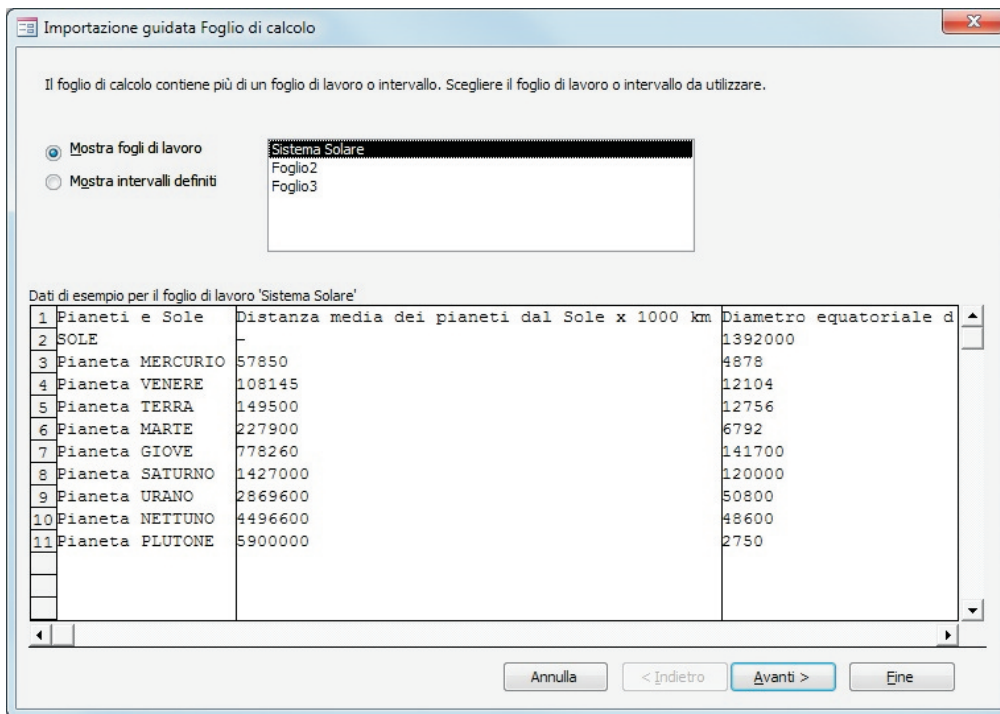 Importazione guidata Foglio di calcolo
Il foglio di calcolo contiene più di un foglio di lavoro o intervallo. Scegliere il foglio di lavoro o intervallo da utilizzare.
Mostra fogli di lavoro
Mostra intervalli definiti
Sistema Solare
Foglio2
Foglio3
Dati di esempio per il foglio di lavoro 'Sistema Solare'
1 Pianeti e Sole Distanza media dei pianeti dal Sole x 1000 km Diametro equatoriale d
2 SOLE – 1392000
3 Pianeta MERCURIO 57850 4878
4 Pianeta VENERE 108145 12104
5 Pianeta TERRA 149500 12756
6 Pianeta MARTE 227900 6792
7 Pianeta GIOVE 778260 141700
8 Pianeta SATURNO 1427000 120000
9 Pianeta URANO 2869600 50800
10 Pianeta NETTUNO 4496600 48600
11 Pianeta PLUTONE 5900000 2750
Annulla < Indietro Avanti > Fine